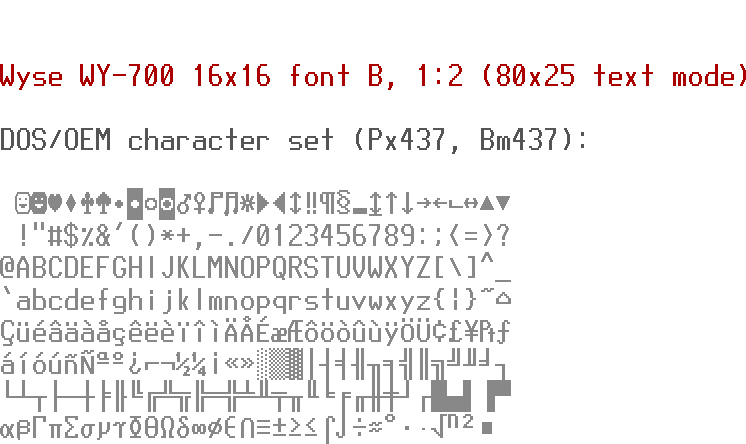 Wyse WY-700 16x16 font B, 1:2 (80x25 text mode)
DOS/OEM character set (Px437, Bm437):
☺☻♥♦♣♠•◘○◙♂♀♪♫☼►◄↕‼¶§▬↨↑↓→←∟↔▲▼
!"#$%&'()*+,-./0123456789:;<=>?
@ABCDEFGHIJKLMNOPQRSTUVWXYZ[\]^_
`abcdefghijklmnopqrstuvwxyz{¦}~⌂
ÇüéâäàåçêëèïîìÄÅÉæÆôöòûùÿÖÜ¢£¥₧ƒ
áíóúñÑªº¿⌐¬½¼¡«»░▒▓│┤╡╢╖╕╣║╗╝╜╛┐
└┴┬├─┼╞╟╚╔╩╦╠═╬╧╨╤╥╙╘╒╓╫╪┘┌█▄▌▐▀
αßΓπΣσµτΦΘΩδ∞φε∩≡±≥≤⌠⌡÷≈°∙·√ⁿ²■